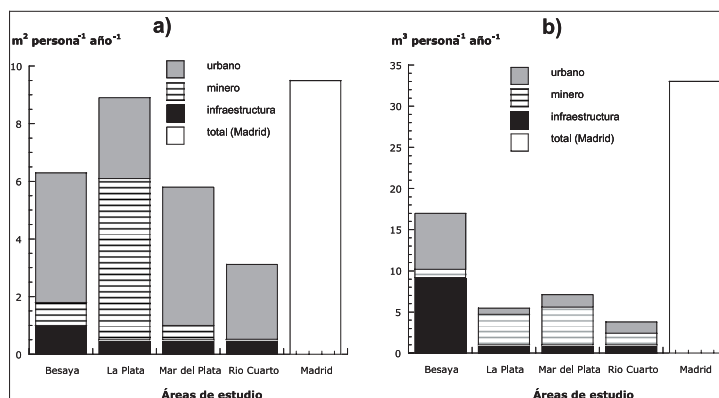 a)
m² persona⁻¹ año⁻¹
urbano
minero
infraestructura
total (Madrid)
10
8
6
4
2
0
Besaya La Plata Mar del Plata Rio Cuarto Madrid
Áreas de estudio
b)
m³ persona⁻¹ año⁻¹
urbano
minero
infraestructura
total (Madrid)
35
30
25
20
15
10
5
0
Besaya La Plata Mar del Plata Rio Cuarto Madrid
Áreas de estudio